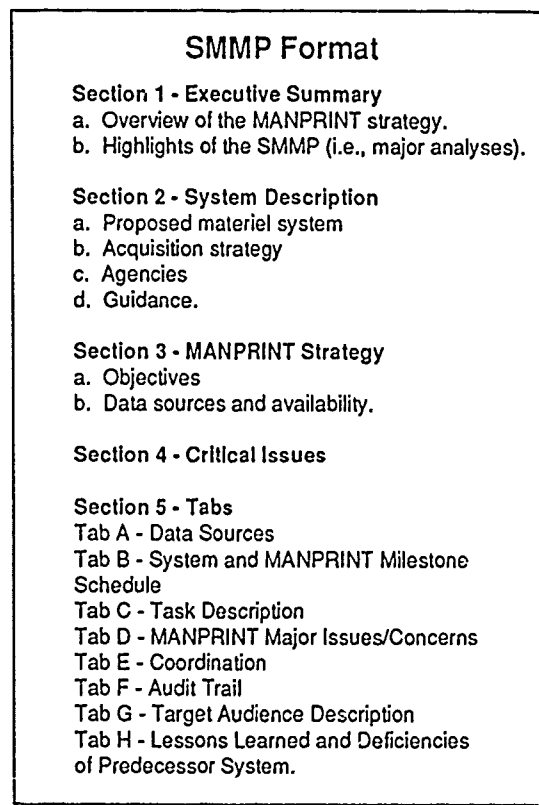 SMMP Format
Section 1 - Executive Summary
a. Overview of the MANPRINT strategy.
b. Highlights of the SMMP (i.e., major analyses).
Section 2 - System Description
a. Proposed materiel system
b. Acquisition strategy
c. Agencies
d. Guidance.
Section 3 - MANPRINT Strategy
a. Objectives
b. Data sources and availability.
Section 4 - Critical Issues
Section 5 - Tabs
Tab A - Data Sources
Tab B - System and MANPRINT Milestone
Schedule
Tab C - Task Description
Tab D - MANPRINT Major Issues/Concerns
Tab E - Coordination
Tab F - Audit Trail
Tab G - Target Audience Description
Tab H - Lessons Learned and Deficiencies
of Predecessor System.